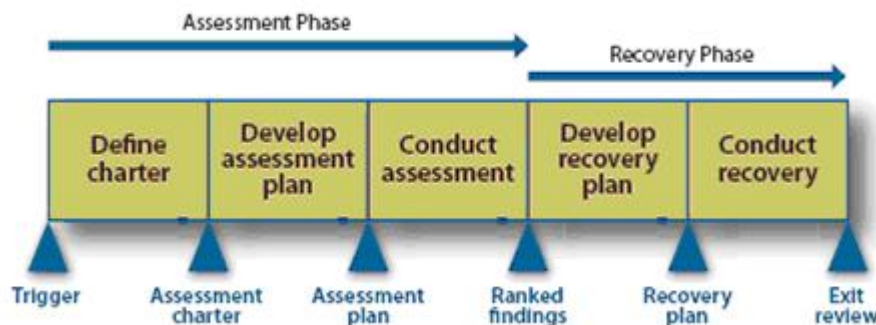 Assessment Phase
Recovery Phase
Define
charter
Develop
assessment
plan
Conduct
assessment
Develop
recovery
plan
Conduct
recovery
Trigger
Assessment
charter
Assessment
plan
Ranked
findings
Recovery
plan
Exit
review